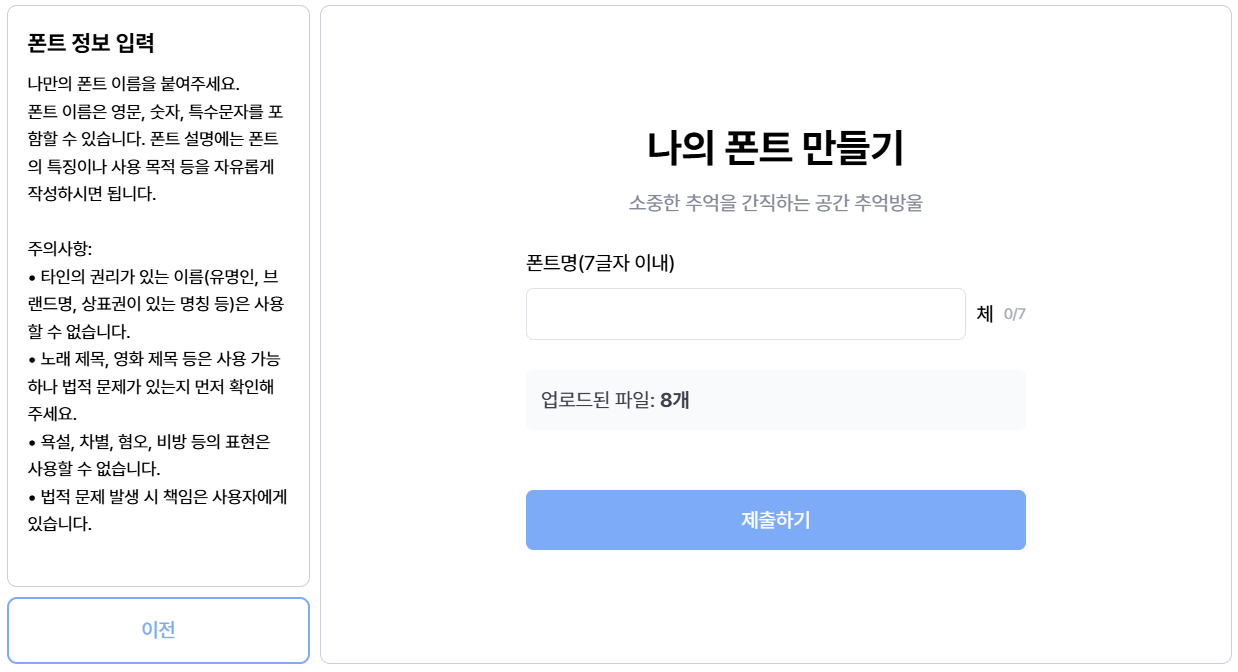 폰트 정보 입력
나만의 폰트 이름을 붙여주세요.
폰트 이름은 영문, 숫자, 특수문자를 포
함할 수 있습니다. 폰트 설명에는 폰트
의 특징이나 사용 목적 등을 자유롭게
작성하시면 됩니다.
주의사항:
• 타인의 권리가 있는 이름(유명인, 브
랜드명, 상표권이 있는 명칭 등)은 사용
할 수 없습니다.
• 노래 제목, 영화 제목 등은 사용 가능
하나 법적 문제가 있는지 먼저 확인해
주세요.
• 욕설, 차별, 혐오, 비방 등의 표현은
사용할 수 없습니다.
• 법적 문제 발생 시 책임은 사용자에게
있습니다.
이전
나의 폰트 만들기
소중한 추억을 간직하는 공간 추억방울
폰트명(7글자 이내)
체 0/7
업로드된 파일: 8개
제출하기